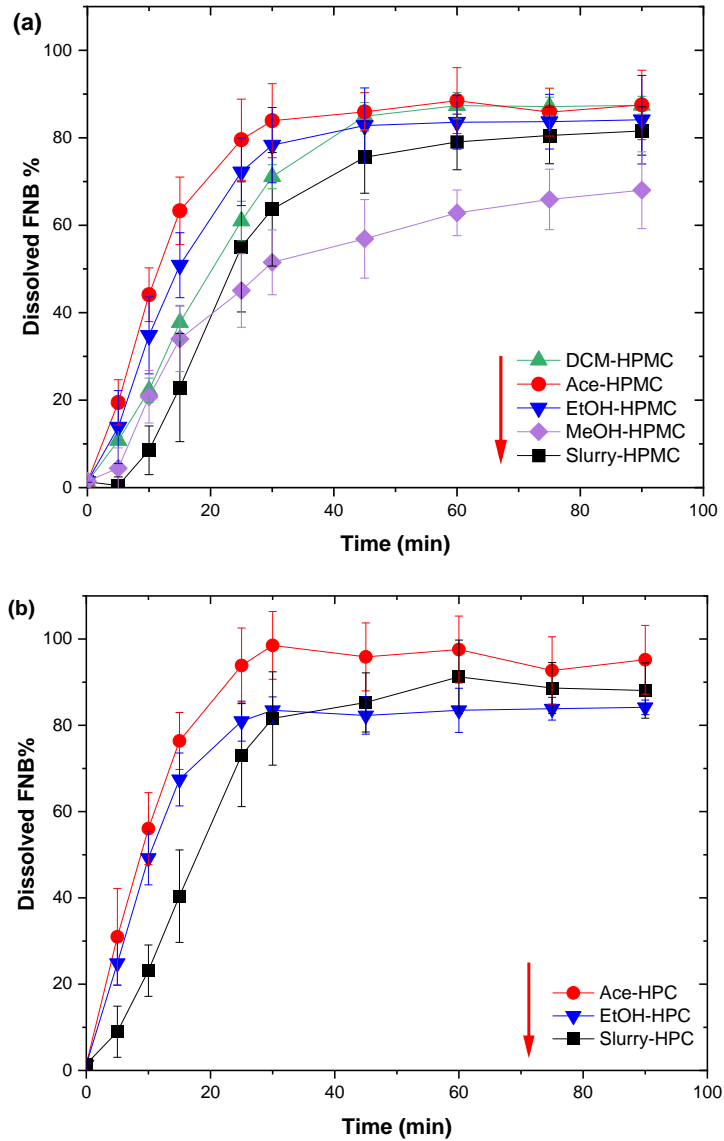 (a)
100
80
60
40
20
0
Dissolved FNB %
DCM-HPMC
Ace-HPMC
EtOH-HPMC
MeOH-HPMC
Slurry-HPMC
0 20 40 60 80 100
Time (min)
(b)
100
80
60
40
20
0
Dissolved FNB%
Ace-HPC
EtOH-HPC
Slurry-HPC
0 20 40 60 80 100
Time (min)